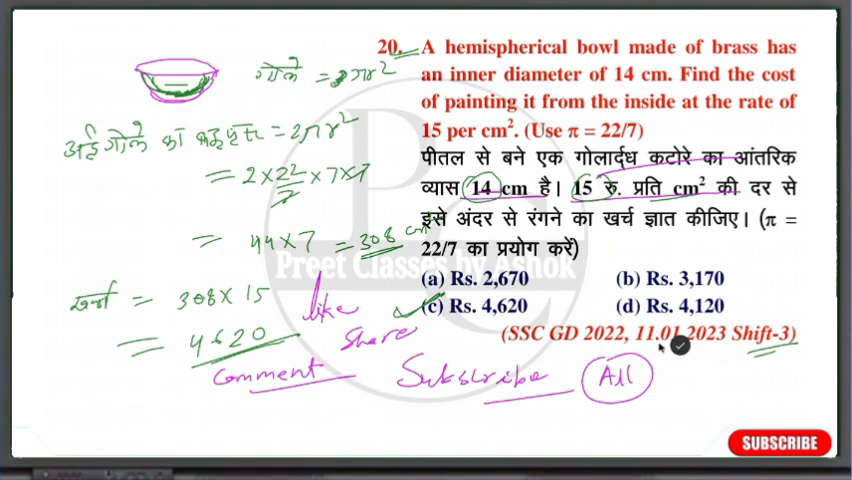 20. A hemispherical bowl made of brass has
an inner diameter of 14 cm. Find the cost
of painting it from the inside at the rate of
15 per cm². (Use π = 22/7)
पीतल से बने एक गोलार्द्ध कटोरे का आंतरिक
व्यास 14 cm है। 15 रु. प्रति cm² की दर से
इसे अंदर से रंगने का खर्च ज्ञात कीजिए। (π =
22/7 का प्रयोग करें)
(a) Rs. 2,670 (b) Rs. 3,170
(c) Rs. 4,620 (d) Rs. 4,120
(SSC GD 2022, 11.01.2023 Shift-3)
= 2πr²
= 2 × 22/7 × 7 × 7
= 44 × 7 = 308 cm²
खर्चा = 308 × 15
= 4620
like
Share
Comment Subscribe All
Preet Classes by Ashok
SUBSCRIBE